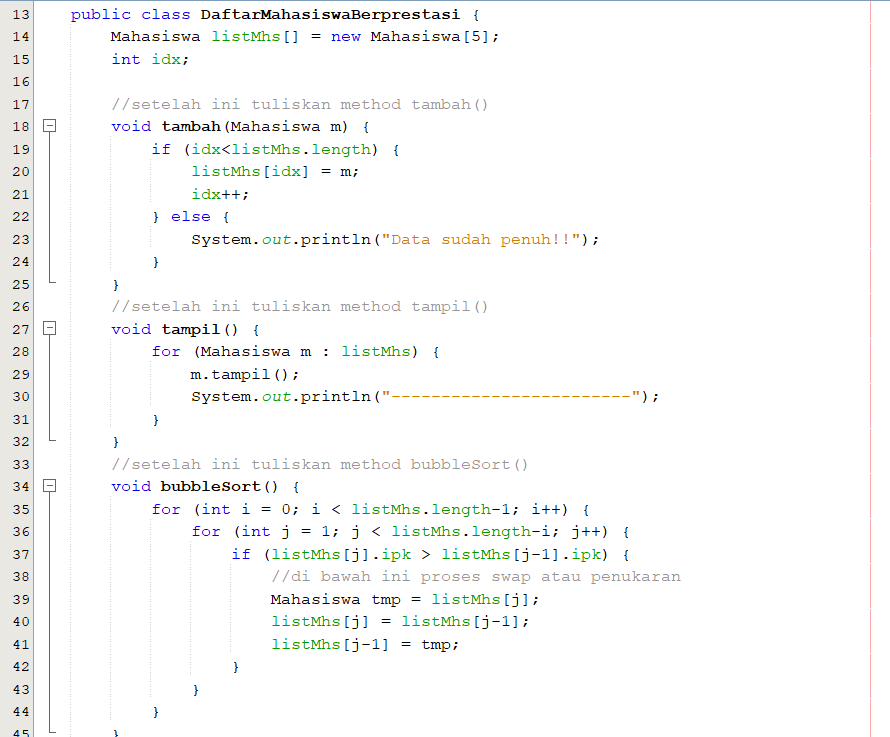 13 public class DaftarMahasiswaBerprestasi {
14 Mahasiswa listMhs[] = new Mahasiswa[5];
15 int idx;
16
17 //setelah ini tuliskan method tambah()
18 void tambah(Mahasiswa m) {
19 if (idx<listMhs.length) {
20 listMhs[idx] = m;
21 idx++;
22 } else {
23 System.out.println("Data sudah penuh!!");
24 }
25 }
26 //setelah ini tuliskan method tampil()
27 void tampil() {
28 for (Mahasiswa m : listMhs) {
29 m.tampil();
30 System.out.println("------------------------");
31 }
32 }
33 //setelah ini tuliskan method bubbleSort()
34 void bubbleSort() {
35 for (int i = 0; i < listMhs.length-1; i++) {
36 for (int j = 1; j < listMhs.length-i; j++) {
37 if (listMhs[j].ipk > listMhs[j-1].ipk) {
38 //di bawah ini proses swap atau penukaran
39 Mahasiswa tmp = listMhs[j];
40 listMhs[j] = listMhs[j-1];
41 listMhs[j-1] = tmp;
42 }
43 }
44 }
45 }